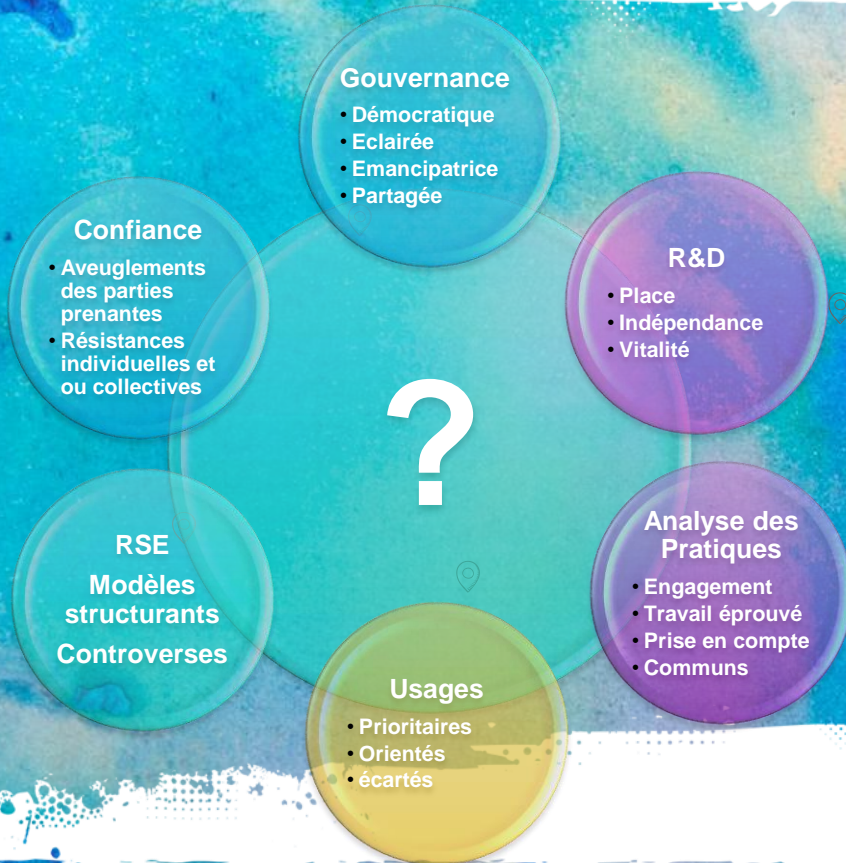 Gouvernance
• Démocratique
• Eclairée
• Emancipatrice
• Partagée
R&D
• Place
• Indépendance
• Vitalité
Analyse des
Pratiques
• Engagement
• Travail éprouvé
• Prise en compte
• Communs
Usages
• Prioritaires
• Orientés
• écartés
RSE
Modèles
structurants
Controverses
Confiance
• Aveuglements
des parties
prenantes
• Résistances
individuelles et
ou collectives
?